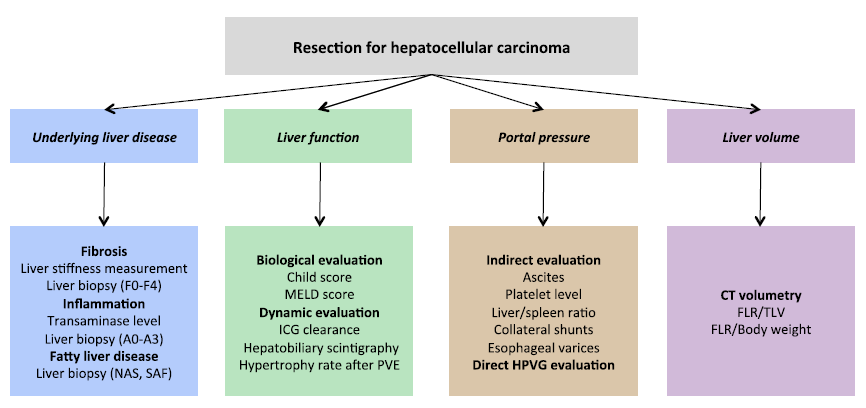 Resection for hepatocellular carcinoma
Underlying liver disease
Liver function
Portal pressure
Liver volume
Fibrosis
Liver stiffness measurement
Liver biopsy (F0-F4)
Inflammation
Transaminase level
Liver biopsy (A0-A3)
Fatty liver disease
Liver biopsy (NAS, SAF)
Biological evaluation
Child score
MELD score
Dynamic evaluation
ICG clearance
Hepatobiliary scintigraphy
Hypertrophy rate after PVE
Indirect evaluation
Ascites
Platelet level
Liver/spleen ratio
Collateral shunts
Esophageal varices
Direct HPVG evaluation
CT volumetry
FLR/TLV
FLR/Body weight